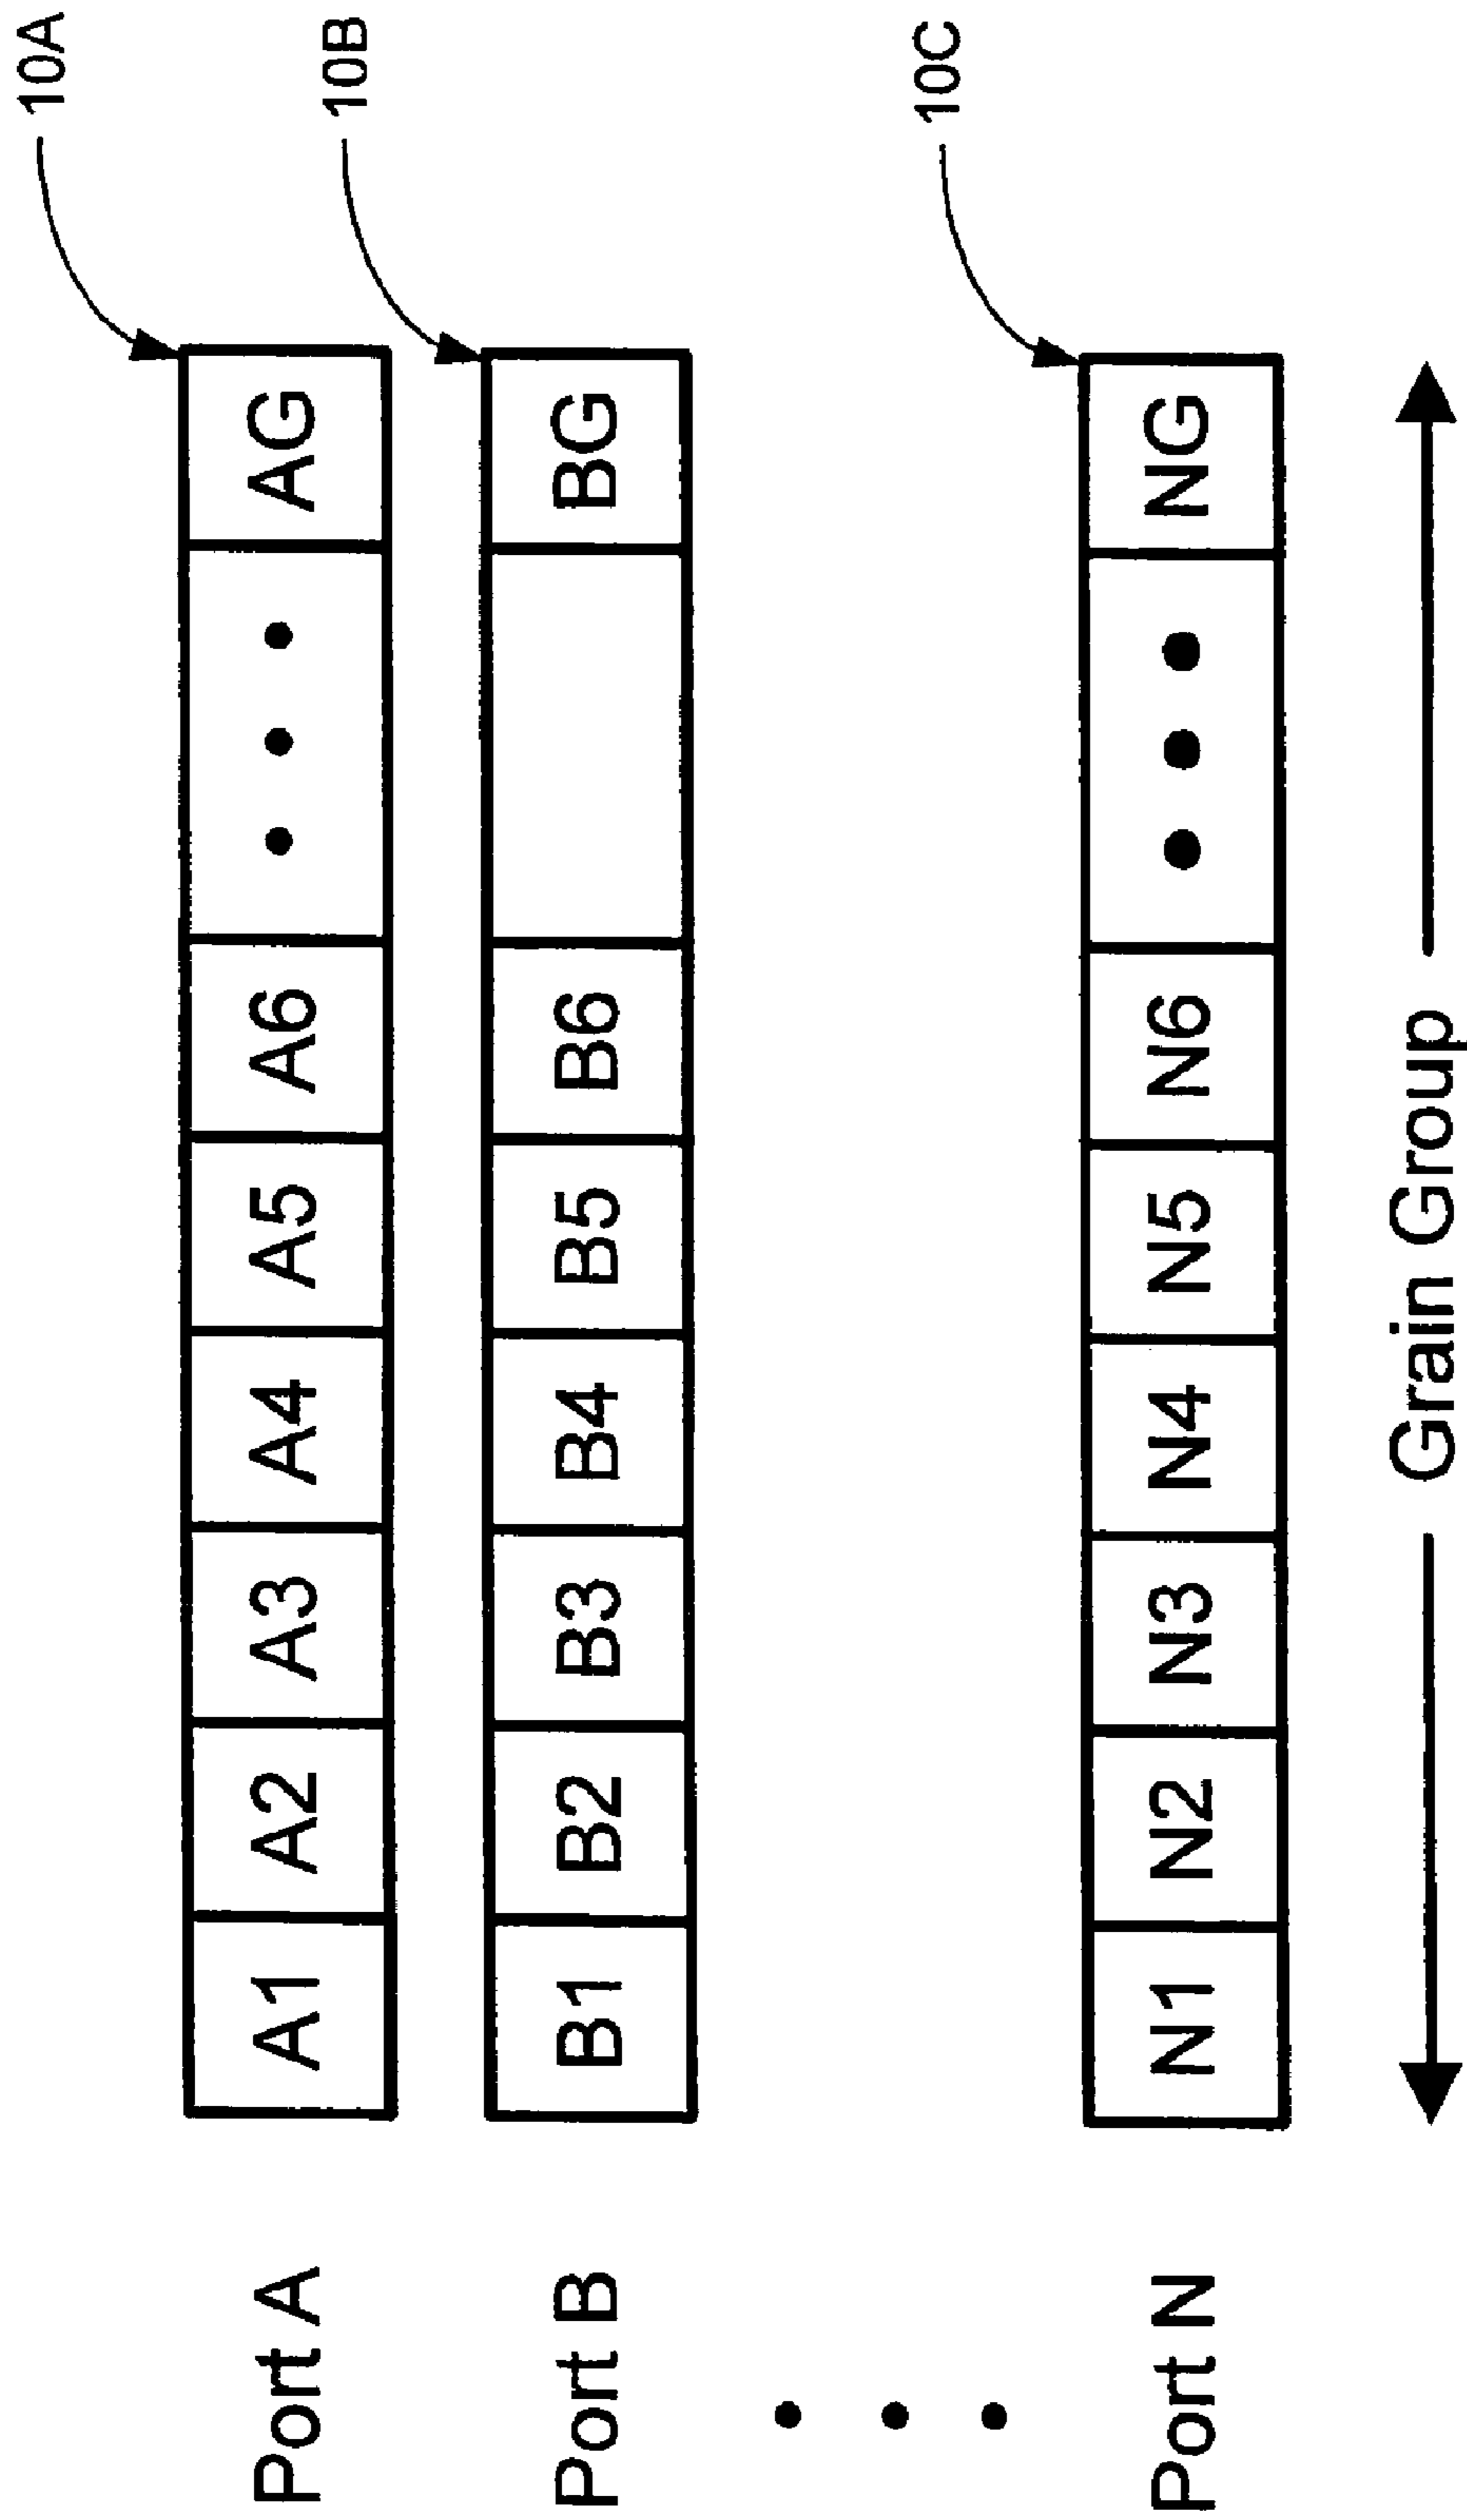 10A
Port A A1 A2 A3 A4 A5 A6 AG
10B
Port B B1 B2 B3 B4 B5 B6 BG
10C
Port N N1 N2 N3 N4 N5 N6 NG
Grain Group